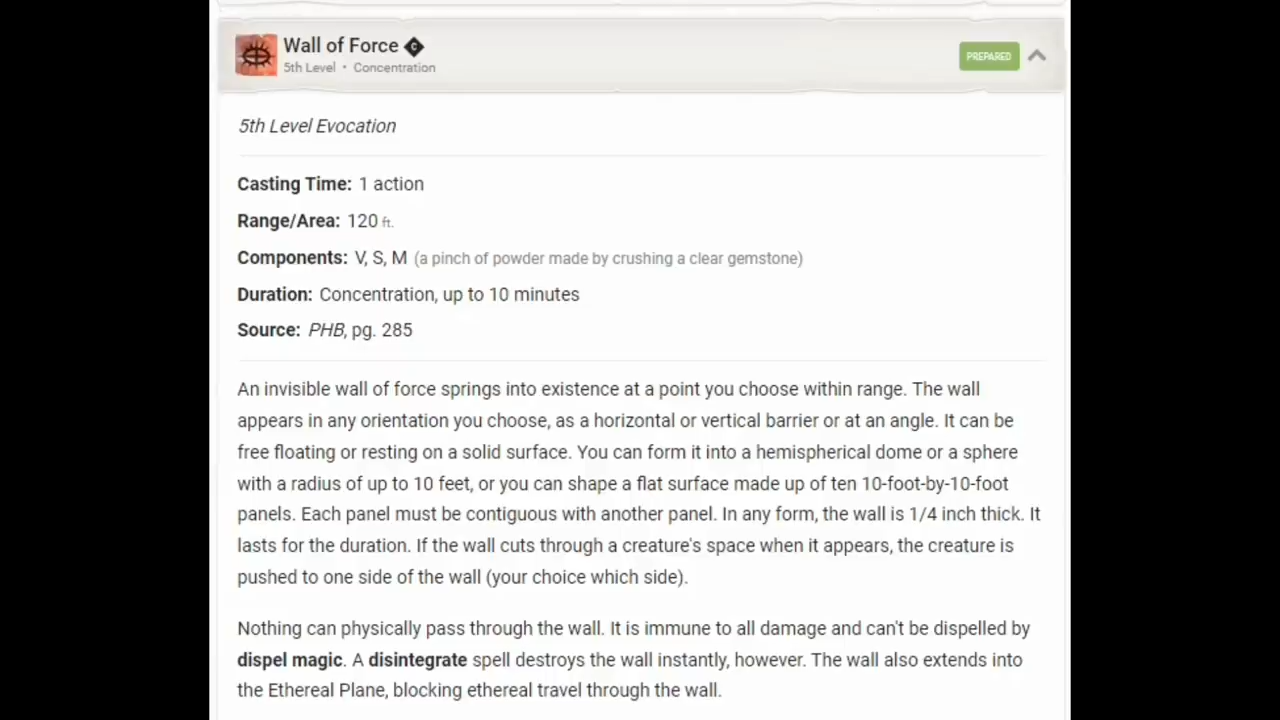 Wall of Force C
5th Level • Concentration
PREPARED
5th Level Evocation
Casting Time: 1 action
Range/Area: 120 ft.
Components: V, S, M (a pinch of powder made by crushing a clear gemstone)
Duration: Concentration, up to 10 minutes
Source: PHB, pg. 285
An invisible wall of force springs into existence at a point you choose within range. The wall
appears in any orientation you choose, as a horizontal or vertical barrier or at an angle. It can be
free floating or resting on a solid surface. You can form it into a hemispherical dome or a sphere
with a radius of up to 10 feet, or you can shape a flat surface made up of ten 10-foot-by-10-foot
panels. Each panel must be contiguous with another panel. In any form, the wall is 1/4 inch thick. It
lasts for the duration. If the wall cuts through a creature's space when it appears, the creature is
pushed to one side of the wall (your choice which side).
Nothing can physically pass through the wall. It is immune to all damage and can't be dispelled by
dispel magic. A disintegrate spell destroys the wall instantly, however. The wall also extends into
the Ethereal Plane, blocking ethereal travel through the wall.